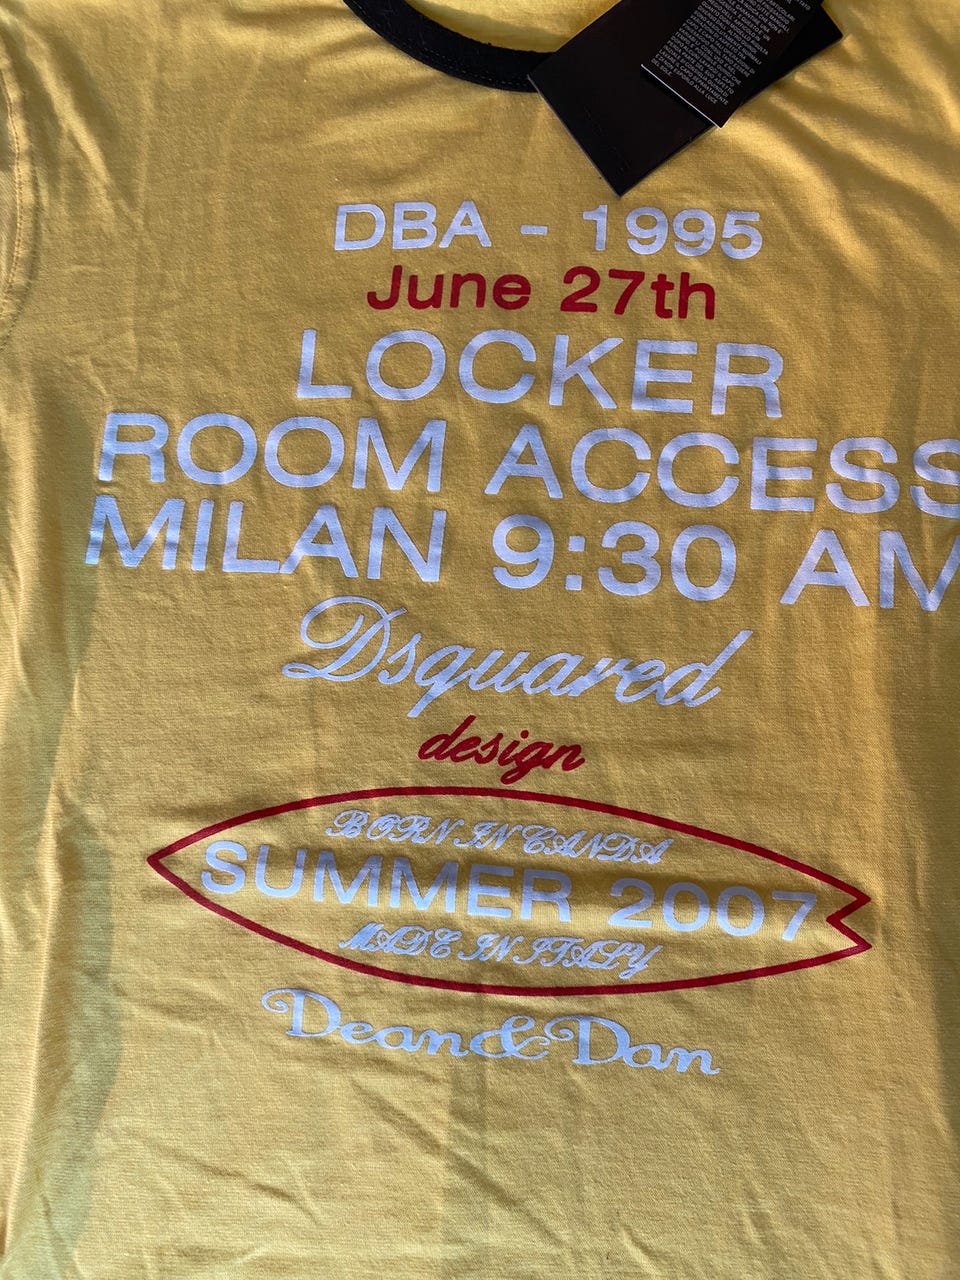 DBA - 1995
June 27th
LOCKER
ROOM ACCESS
MILAN 9:30 AM
Dsquared
design
BORN IN CANDA
SUMMER 2007
MADE IN ITALY
Dean&Dan